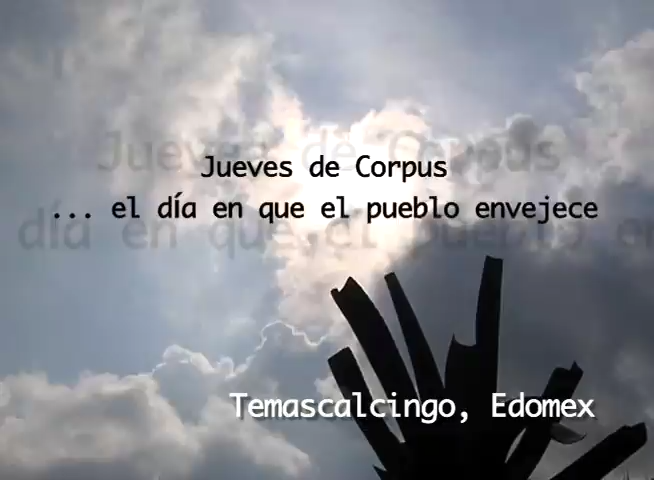 Jueves de Corpus
... el día en que el pueblo envejece
Temascalcingo, Edomex